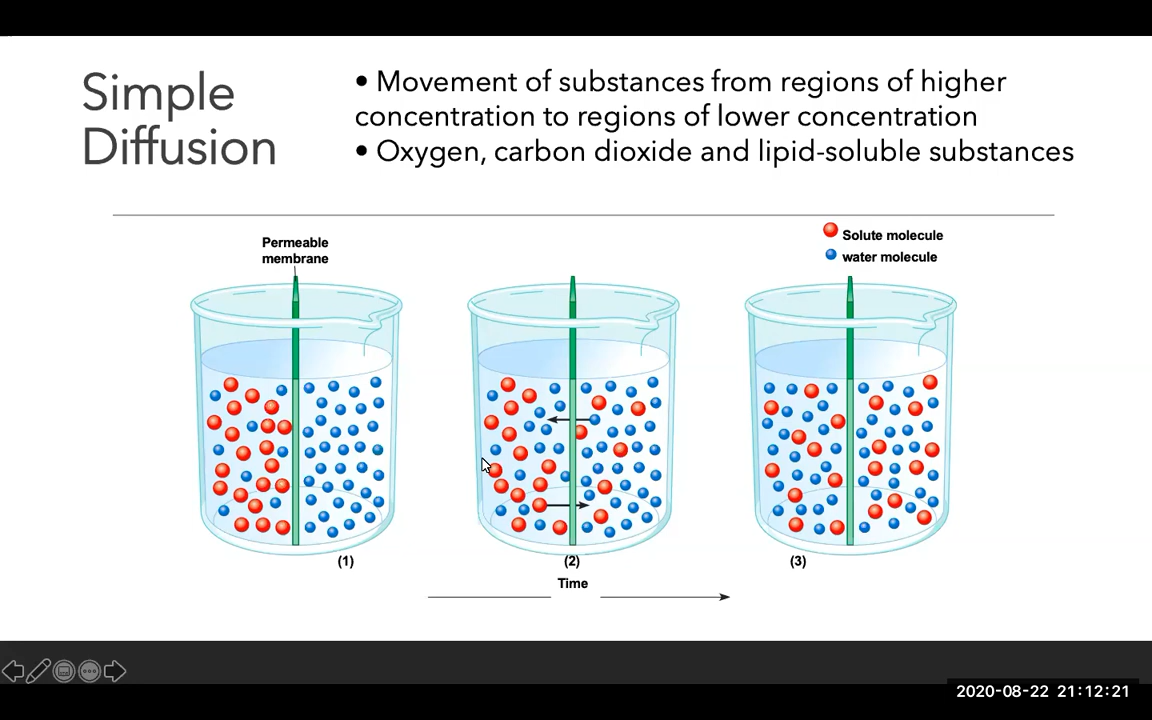 Simple
Diffusion
• Movement of substances from regions of higher
concentration to regions of lower concentration
• Oxygen, carbon dioxide and lipid-soluble substances
Permeable
membrane
Solute molecule
water molecule
(1)
(2)
(3)
Time
2020-08-22 21:12:21